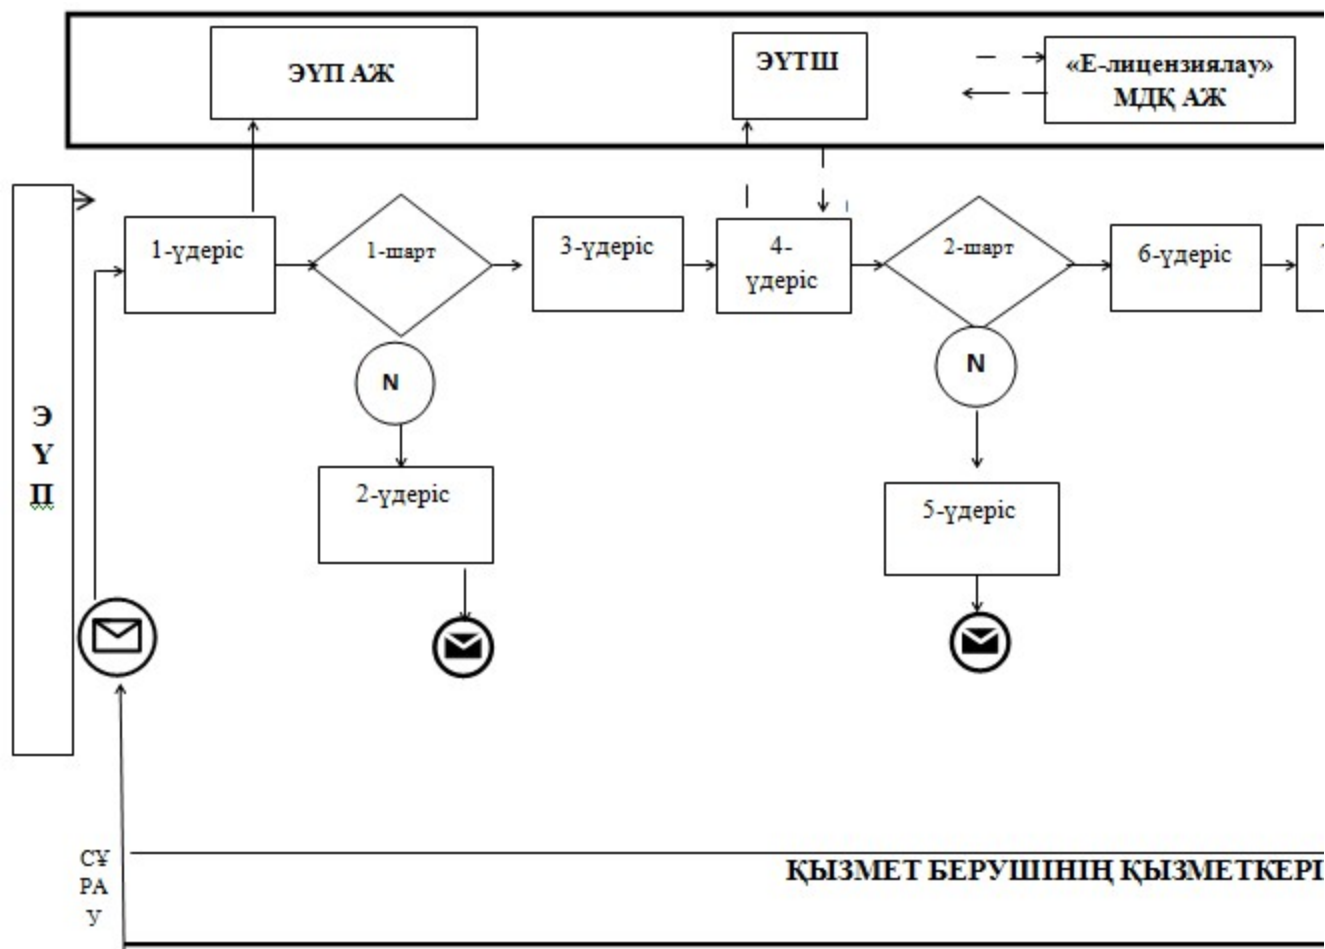 ЭҮП АЖ
ЭҮТШ
«Е-лицензиялау»
МДҚ АЖ
1-үдеріс
1-шарт
3-үдеріс
4-
үдеріс
2-шарт
6-үдеріс
N
N
Э
Ү
П
2-үдеріс
5-үдеріс
СҰ
РА
У
ҚЫЗМЕТ БЕРУШІНІҢ ҚЫЗМЕТКЕРІ